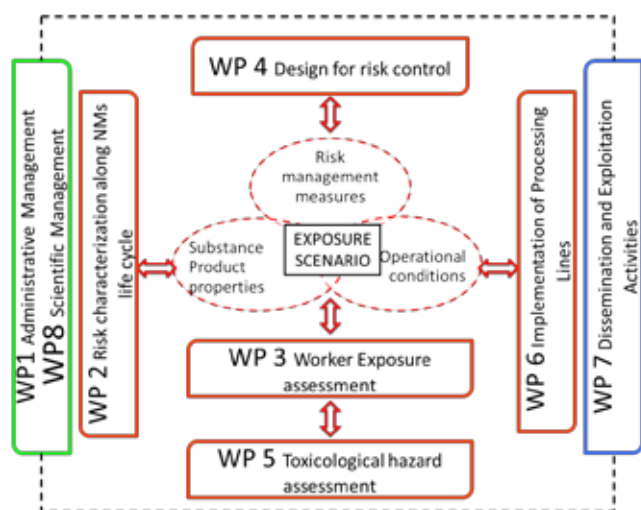 WP 4 Design for risk control
WP1 Administrative Management
WP8 Scientific Management
WP 2 Risk characterization along NMs
life cycle
Risk
management
measures
Substance
Product
properties
EXPOSURE
SCENARIO
Operational
conditions
WP 6 Implementation of Processing
Lines
WP 7 Dissemination and Exploitation
Activities
WP 3 Worker Exposure
assessment
WP 5 Toxicological hazard
assessment